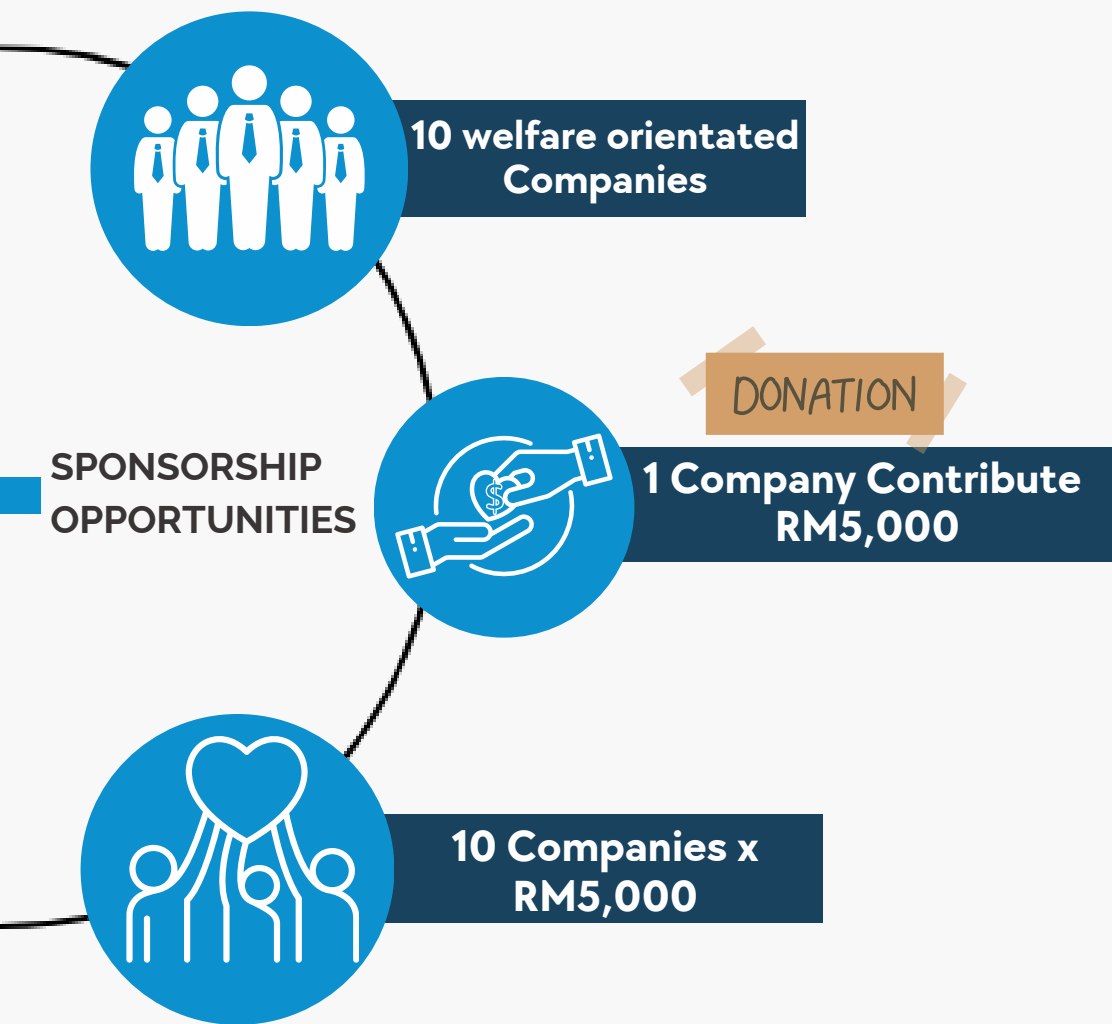 10 welfare orientated
Companies
DONATION
SPONSORSHIP
OPPORTUNITIES
1 Company Contribute
RM5,000
10 Companies x
RM5,000